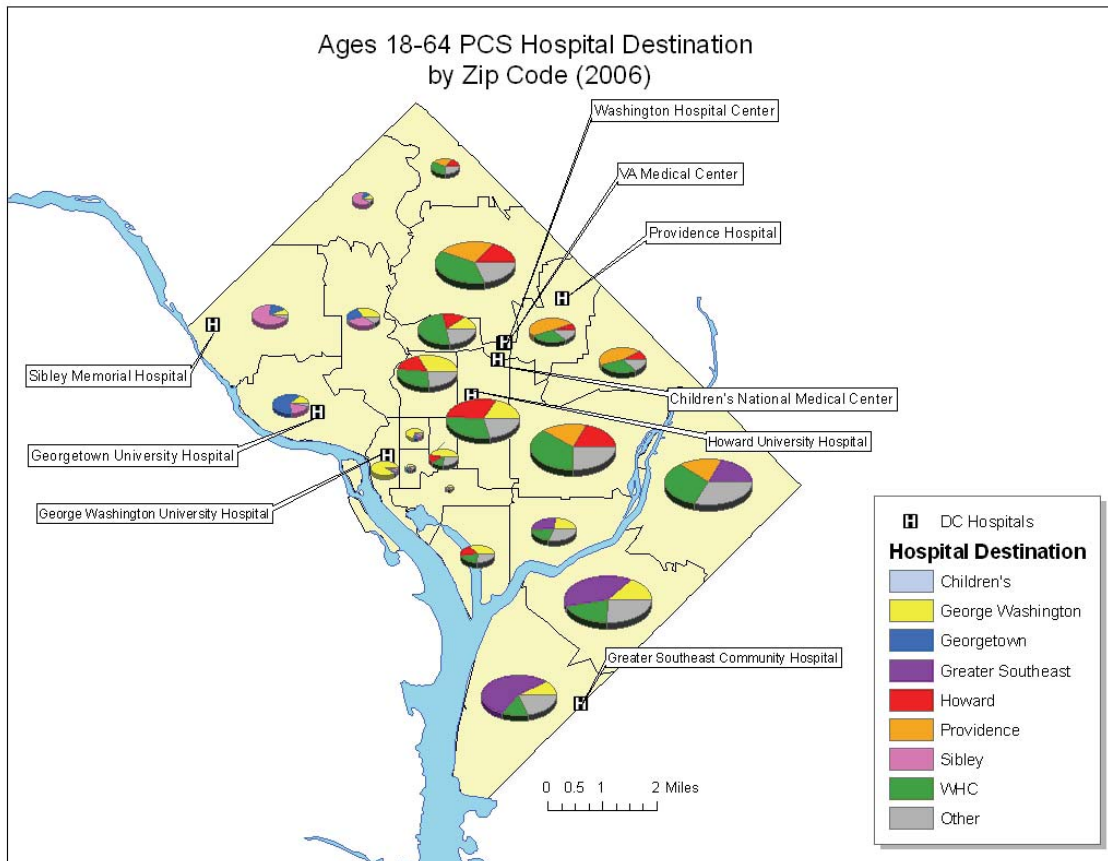 Ages 18-64 PCS Hospital Destination
by Zip Code (2006)
Washington Hospital Center
VA Medical Center
Providence Hospital
Sibley Memorial Hospital
Children's National Medical Center
Georgetown University Hospital
Howard University Hospital
George Washington University Hospital
Greater Southeast Community Hospital
0 0.5 1 2 Miles
H DC Hospitals
Hospital Destination
Children's
George Washington
Georgetown
Greater Southeast
Howard
Providence
Sibley
WHC
Other
H
H
H
H
H
H
H
H